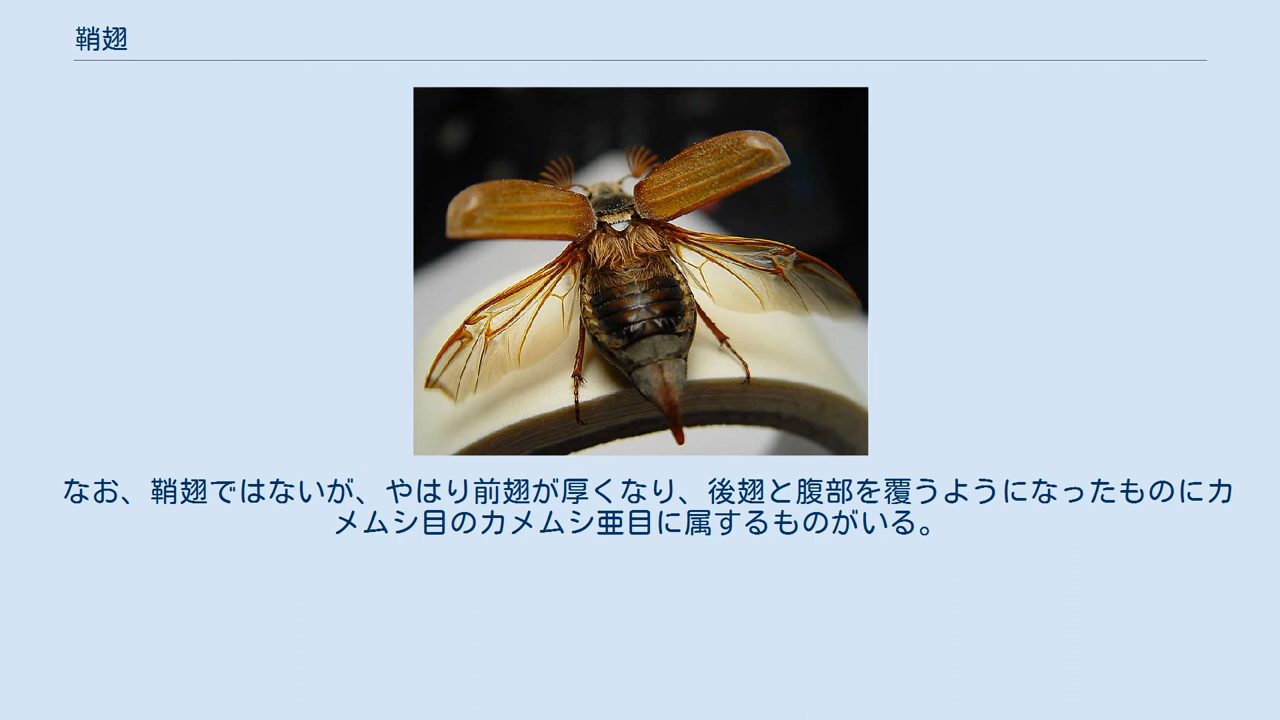 鞘翅
なお、鞘翅ではないが、やはり前翅が厚くなり、後翅と腹部を覆うようになったものにカ
メムシ目のカメムシ亜目に属するものがいる。